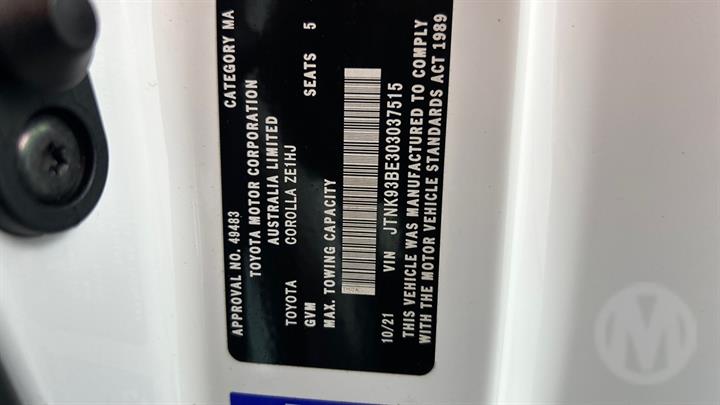 APPROVAL NO. 49483 CATEGORY MA
TOYOTA MOTOR CORPORATION
AUSTRALIA LIMITED
TOYOTA COROLLA ZE1HJ
GVM SEATS 5
MAX. TOWING CAPACITY
10/21 VIN JTNK93BE303037515
THIS VEHICLE WAS MANUFACTURED TO COMPLY
WITH THE MOTOR VEHICLE STANDARDS ACT 1989
M